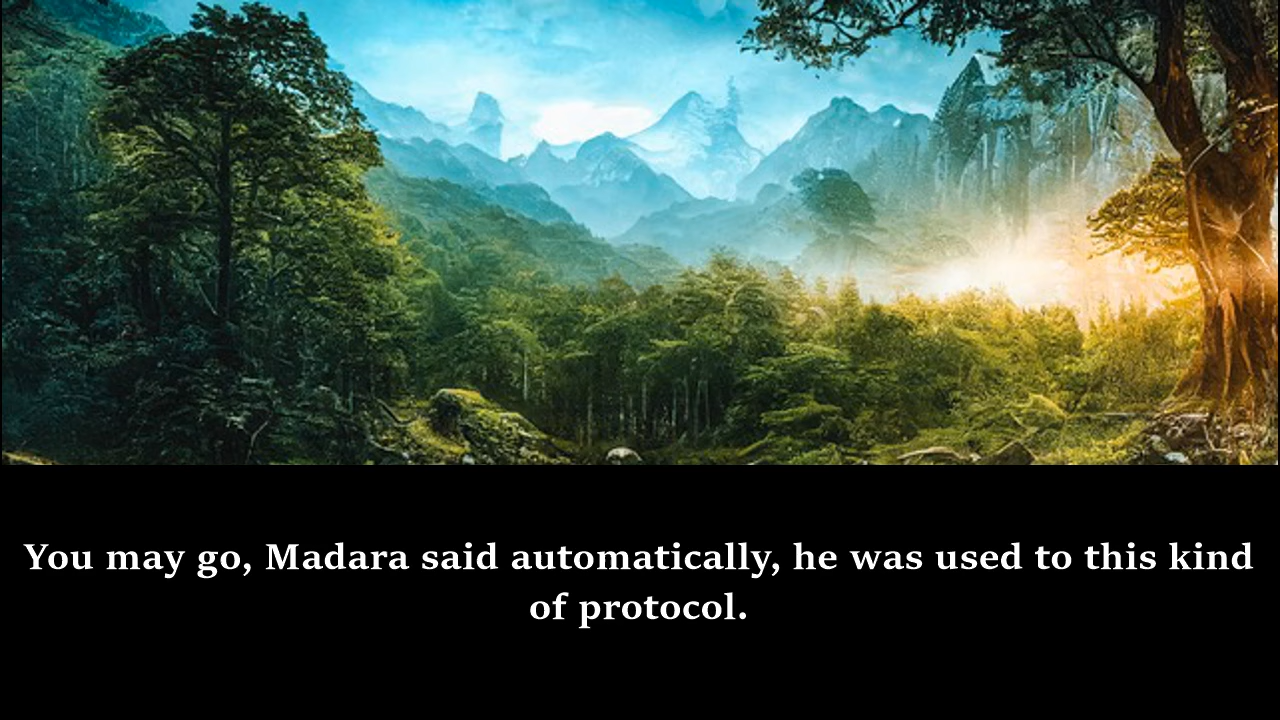 You may go, Madara said automatically, he was used to this kind
of protocol.